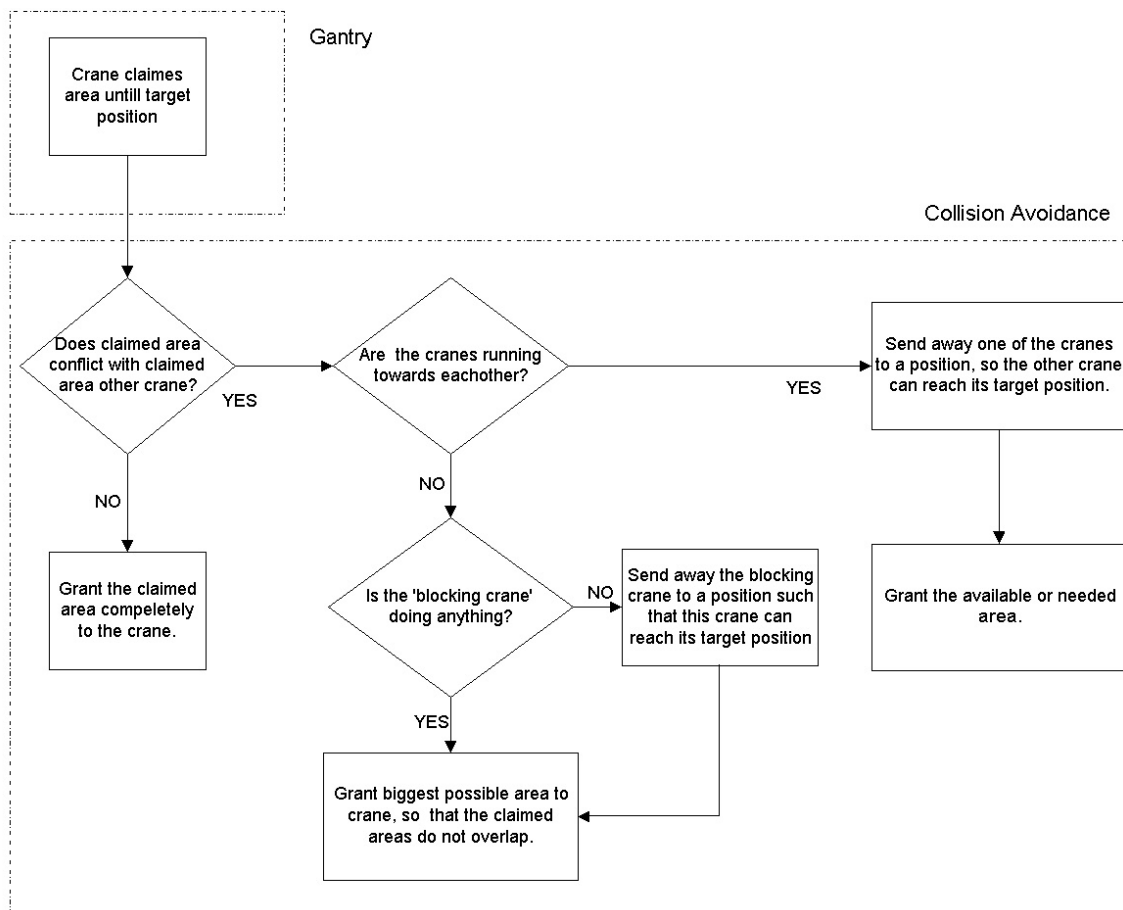 Gantry
Crane claimes
area untill target
position
Collision Avoidance
Does claimed area
conflict with claimed
area other crane?
YES
Are the cranes running
towards eachother?
YES
Send away one of the cranes
to a position, so the other crane
can reach its target position.
NO
NO
Grant the claimed
area compeletely
to the crane.
Is the 'blocking crane'
doing anything?
NO
Send away the blocking
crane to a position such
that this crane can
reach its target position
Grant the available or needed
area.
YES
Grant biggest possible area to
crane, so that the claimed
areas do not overlap.